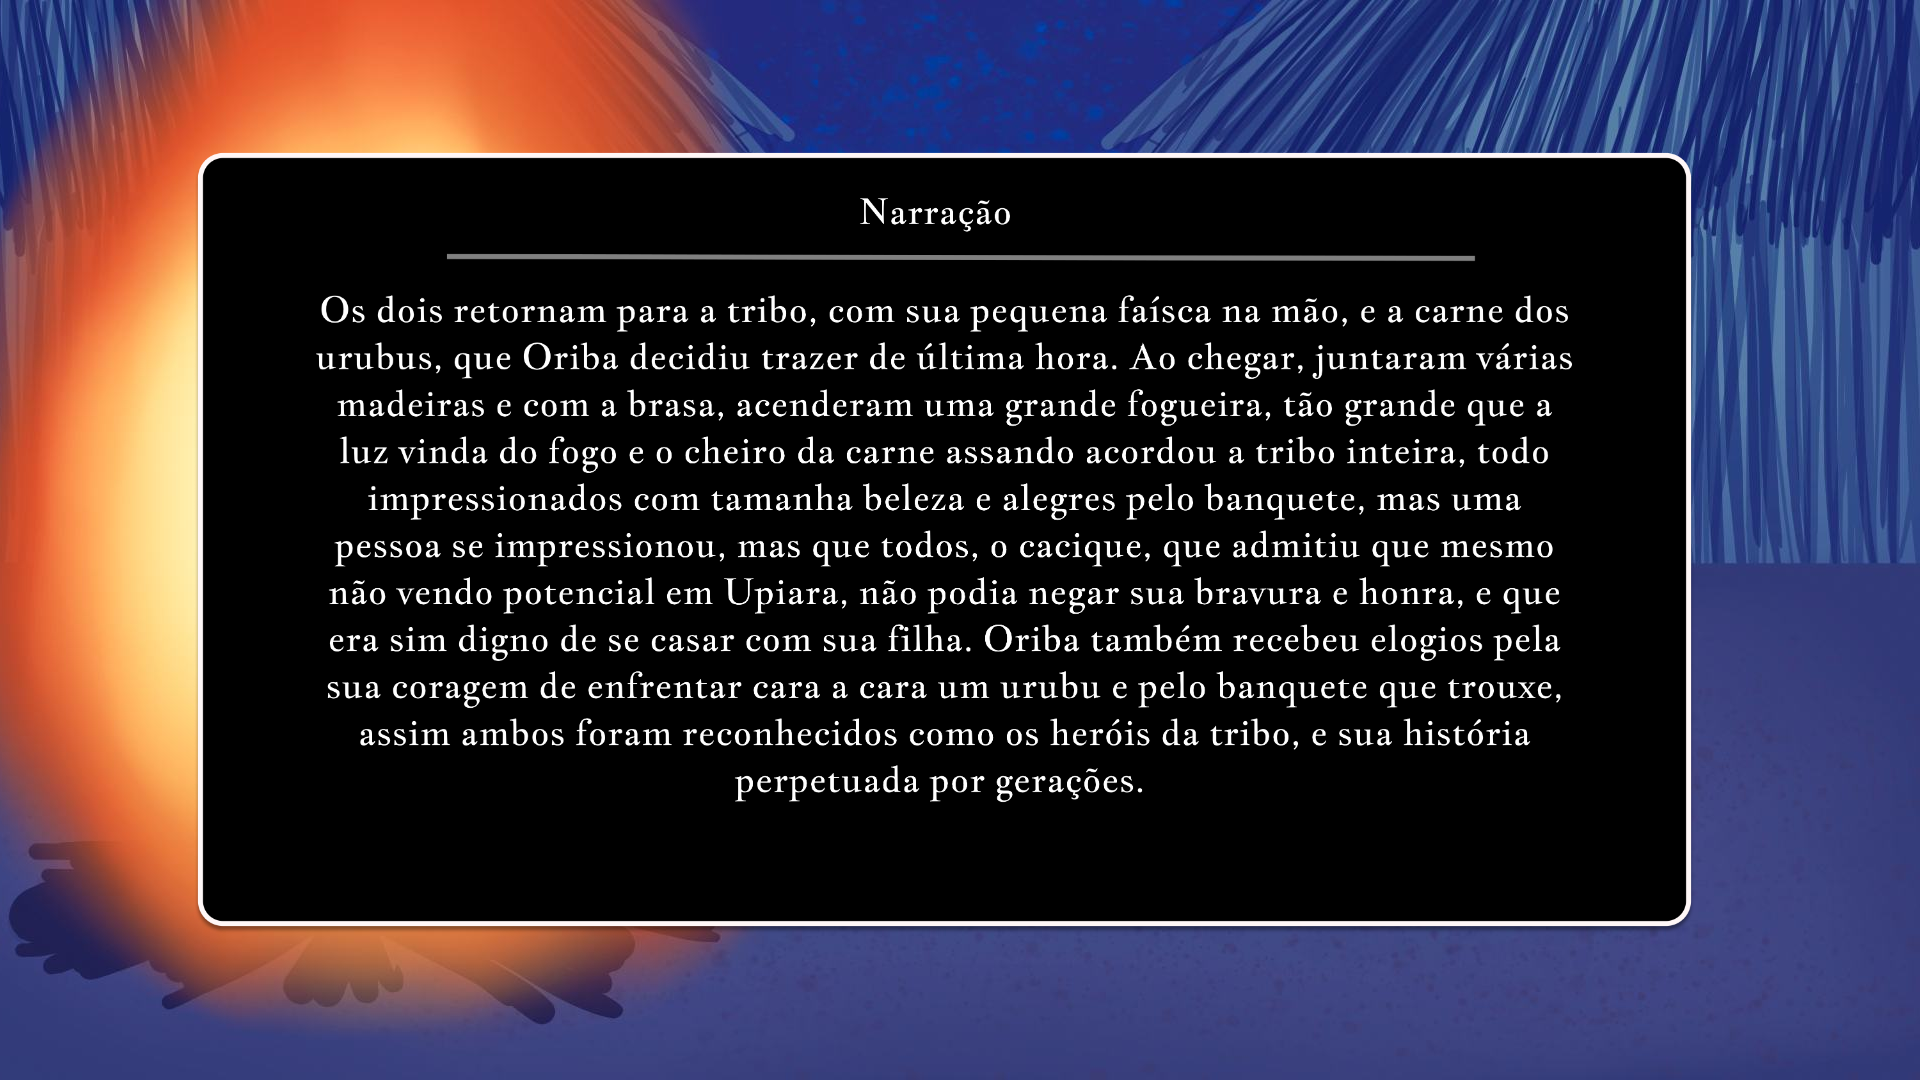 Narração
Os dois retornam para a tribo, com sua pequena faísca na mão, e a carne dos
urubus, que Oriba decidiu trazer de última hora. Ao chegar, juntaram várias
madeiras e com a brasa, acenderam uma grande fogueira, tão grande que a
luz vinda do fogo e o cheiro da carne assando acordou a tribo inteira, todo
impressionados com tamanha beleza e alegres pelo banquete, mas uma
pessoa se impressionou, mas que todos, o cacique, que admitiu que mesmo
não vendo potencial em Upiara, não podia negar sua bravura e honra, e que
era sim digno de se casar com sua filha. Oriba também recebeu elogios pela
sua coragem de enfrentar cara a cara um urubu e pelo banquete que trouxe,
assim ambos foram reconhecidos como os heróis da tribo, e sua história
perpetuada por gerações.